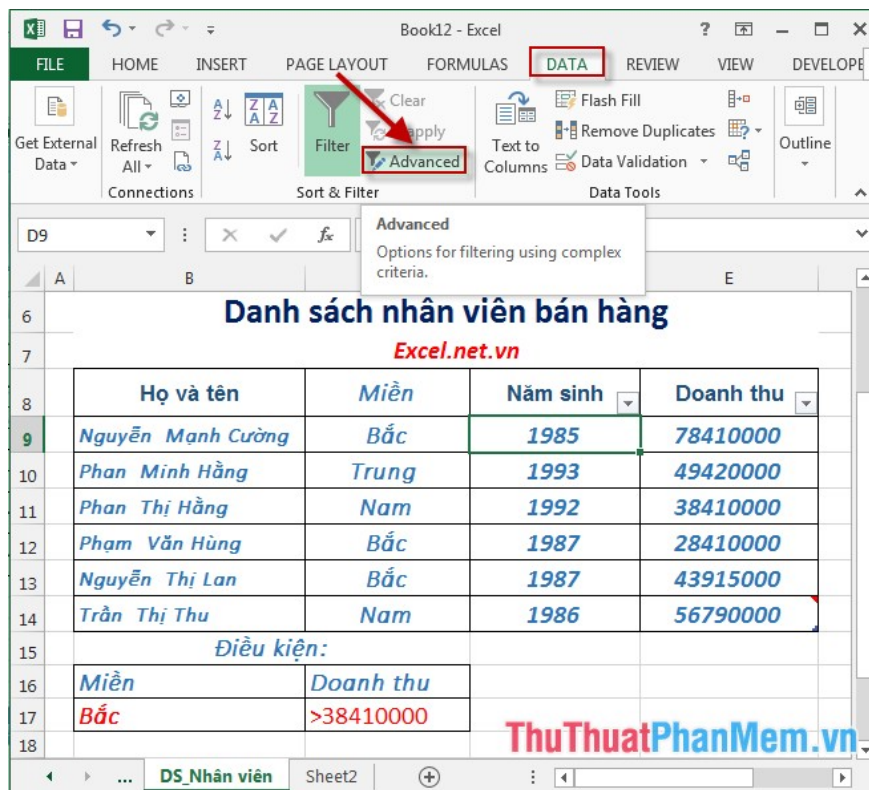 Book12 - Excel
FILE HOME INSERT PAGE LAYOUT FORMULAS DATA REVIEW VIEW DEVELOPE
Get External Data
Refresh All
Connections
Sort
Filter
Clear
Advanced
Sort & Filter
Text to Columns
Flash Fill
Remove Duplicates
Data Validation
Data Tools
Outline
D9
fx
Advanced
Options for filtering using complex
criteria.
A B E
6 Danh sách nhân viên bán hàng
7 Excel.net.vn
8 Họ và tên Miền Năm sinh Doanh thu
9 Nguyễn Mạnh Cường Bắc 1985 78410000
10 Phan Minh Hằng Trung 1993 49420000
11 Phan Thị Hằng Nam 1992 38410000
12 Phạm Văn Hùng Bắc 1987 28410000
13 Nguyễn Thị Lan Bắc 1987 43915000
14 Trần Thị Thu Nam 1986 56790000
15 Điều kiện:
16 Miền Doanh thu
17 Bắc >38410000
18
ThuThuatPhanMem.vn
... DS_Nhân viên Sheet2